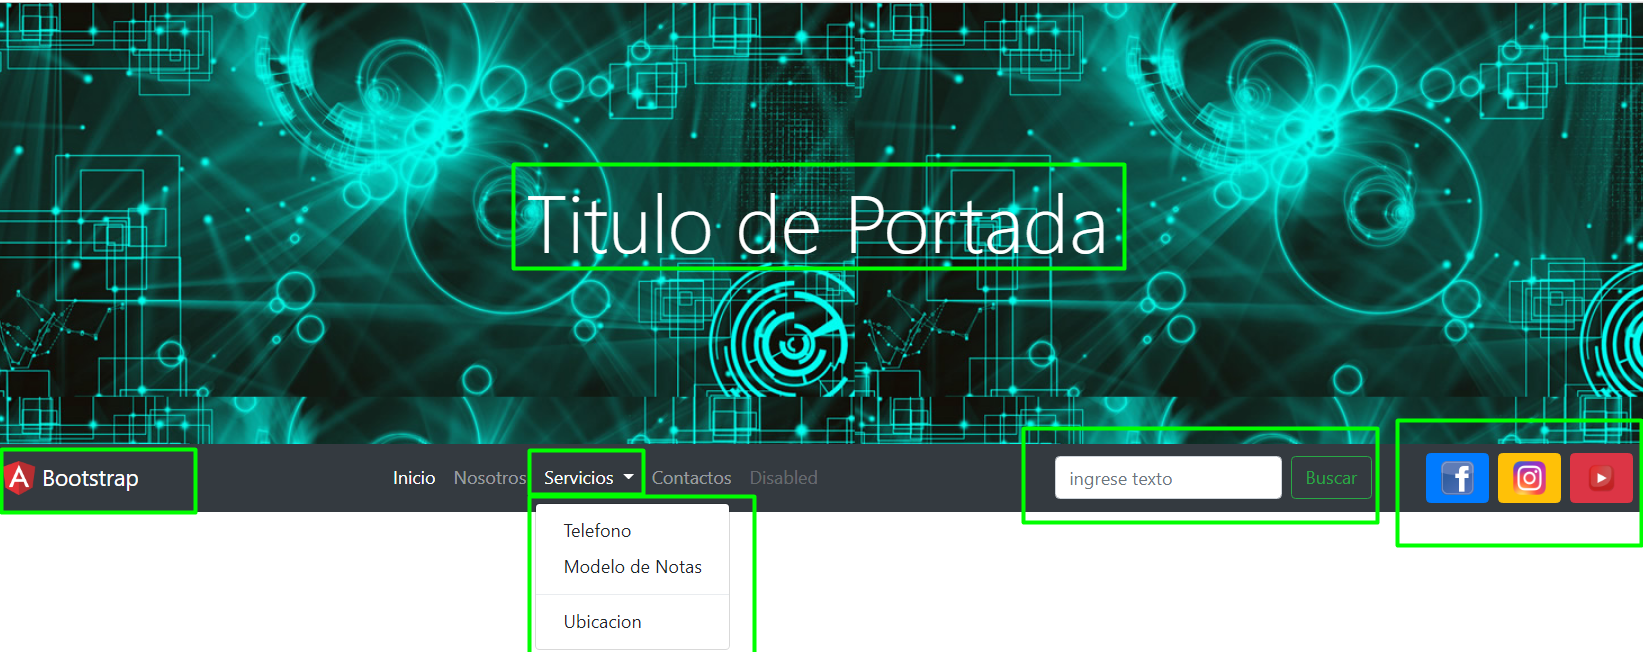 Titulo de Portada
Bootstrap Inicio Nosotros Servicios Contactos Disabled ingrese texto Buscar
Telefono
Modelo de Notas
Ubicacion